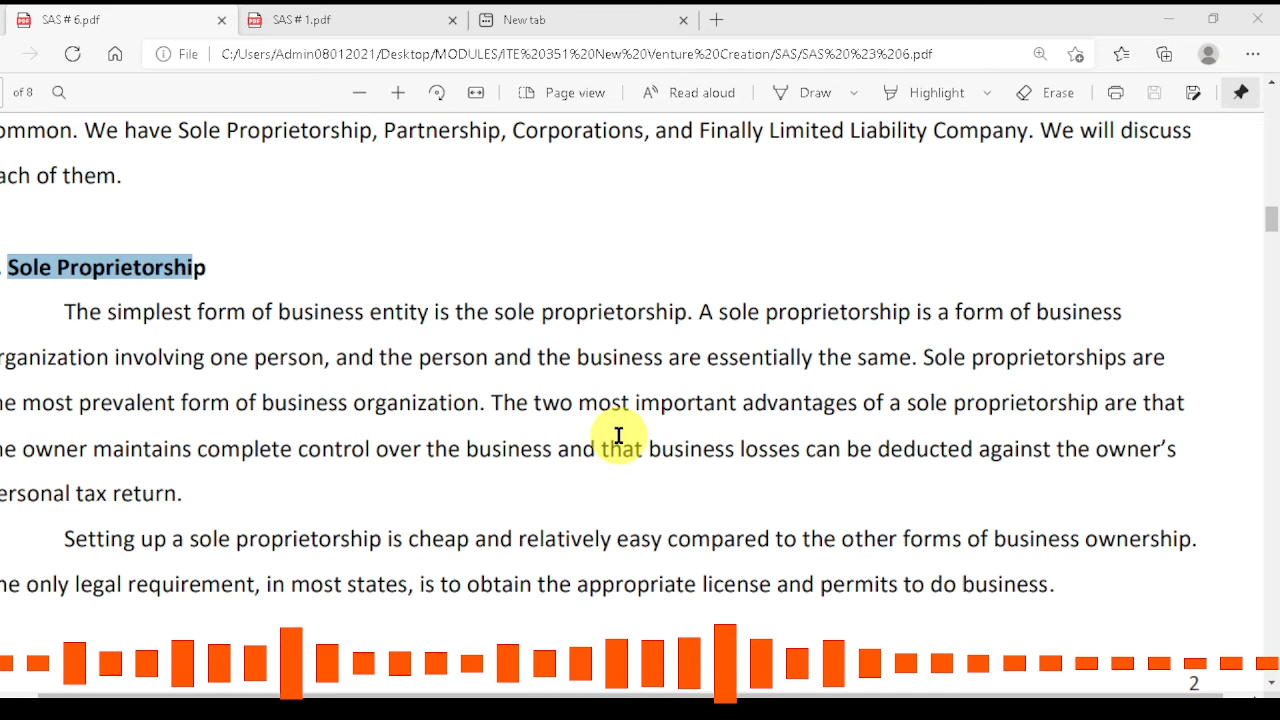 SAS # 6.pdf
SAS # 1.pdf
New tab
File
C:/Users/Admin08012021/Desktop/MODULES/ITE%20351%20New%20Venture%20Creation/SAS/SAS%20%23%206.pdf
of 8
Page view
Read aloud
Draw
Highlight
Erase
ommon. We have Sole Proprietorship, Partnership, Corporations, and Finally Limited Liability Company. We will discuss
ach of them.
. Sole Proprietorship
The simplest form of business entity is the sole proprietorship. A sole proprietorship is a form of business
rganization involving one person, and the person and the business are essentially the same. Sole proprietorships are
he most prevalent form of business organization. The two most important advantages of a sole proprietorship are that
he owner maintains complete control over the business and that business losses can be deducted against the owner's
ersonal tax return.
Setting up a sole proprietorship is cheap and relatively easy compared to the other forms of business ownership.
he only legal requirement, in most states, is to obtain the appropriate license and permits to do business.
2